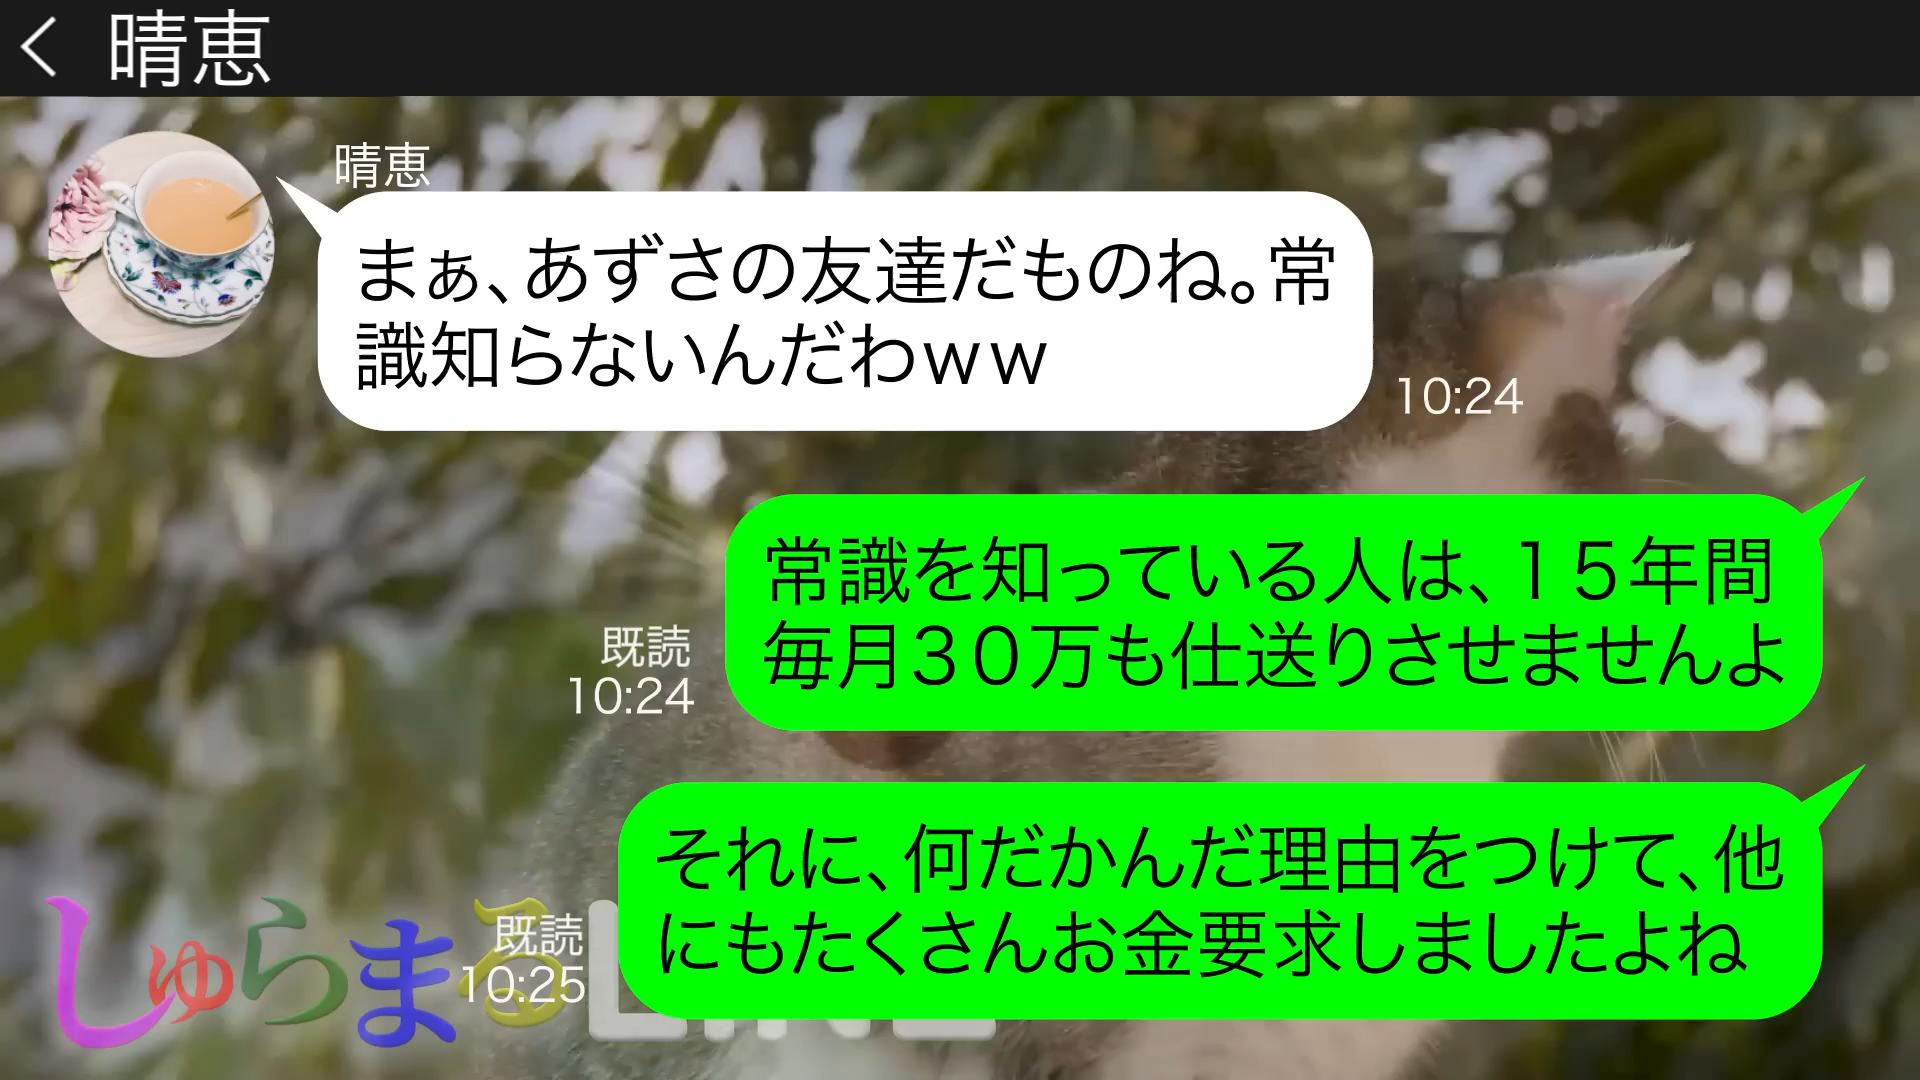 晴恵
晴恵
まぁ、あずさの友達だものね。常
識知らないんだわｗｗ
10:24
常識を知っている人は、１５年間
毎月３０万も仕送りさせませんよ
既読
10:24
それに、何だかんだ理由をつけて、他
にもたくさんお金要求しましたよね
既読
10:25
しゅらまるLINE